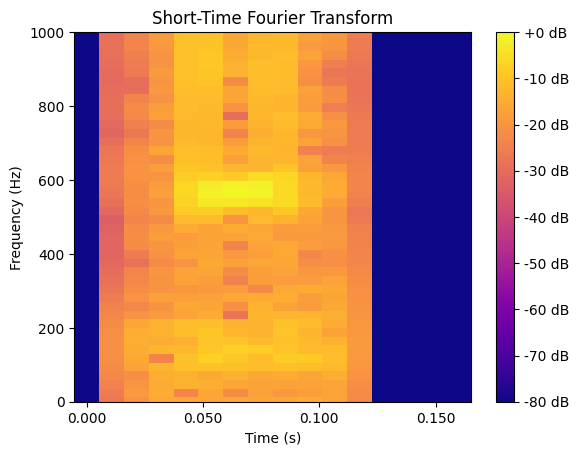 Short-Time Fourier Transform
1000
800
600
400
200
0
Frequency (Hz)
0.000
0.050
0.100
0.150
Time (s)
+0 dB
-10 dB
-20 dB
-30 dB
-40 dB
-50 dB
-60 dB
-70 dB
-80 dB